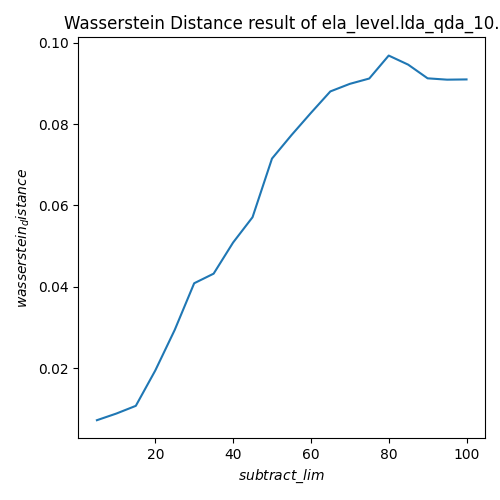 Wasserstein Distance result of ela_level.lda_qda_10.
0.10
0.08
0.06
0.04
0.02
wasserstein_distance
20 40 60 80 100
subtract_lim